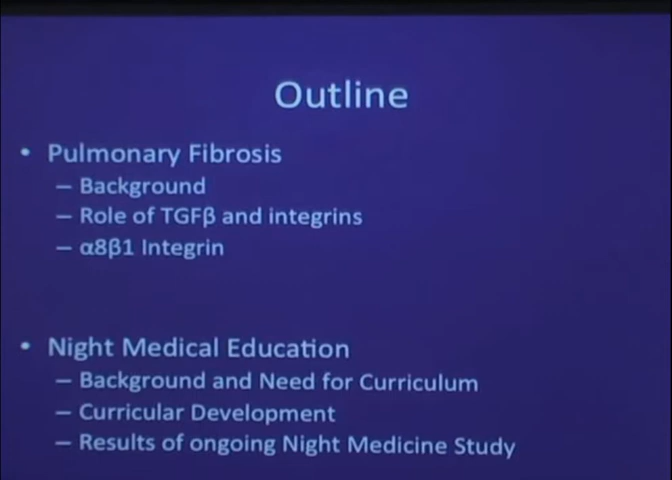 Outline
• Pulmonary Fibrosis
– Background
– Role of TGFβ and integrins
– α8β1 Integrin
• Night Medical Education
– Background and Need for Curriculum
– Curricular Development
– Results of ongoing Night Medicine Study